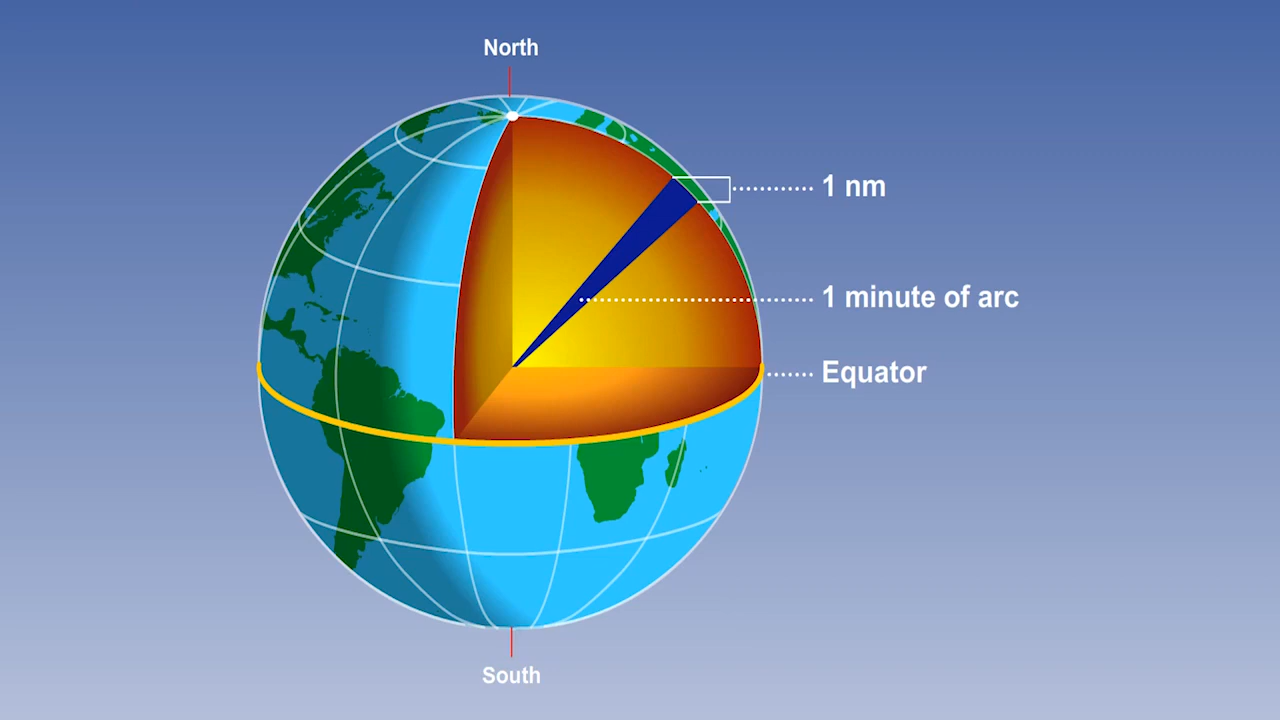 North
1 nm
1 minute of arc
Equator
South